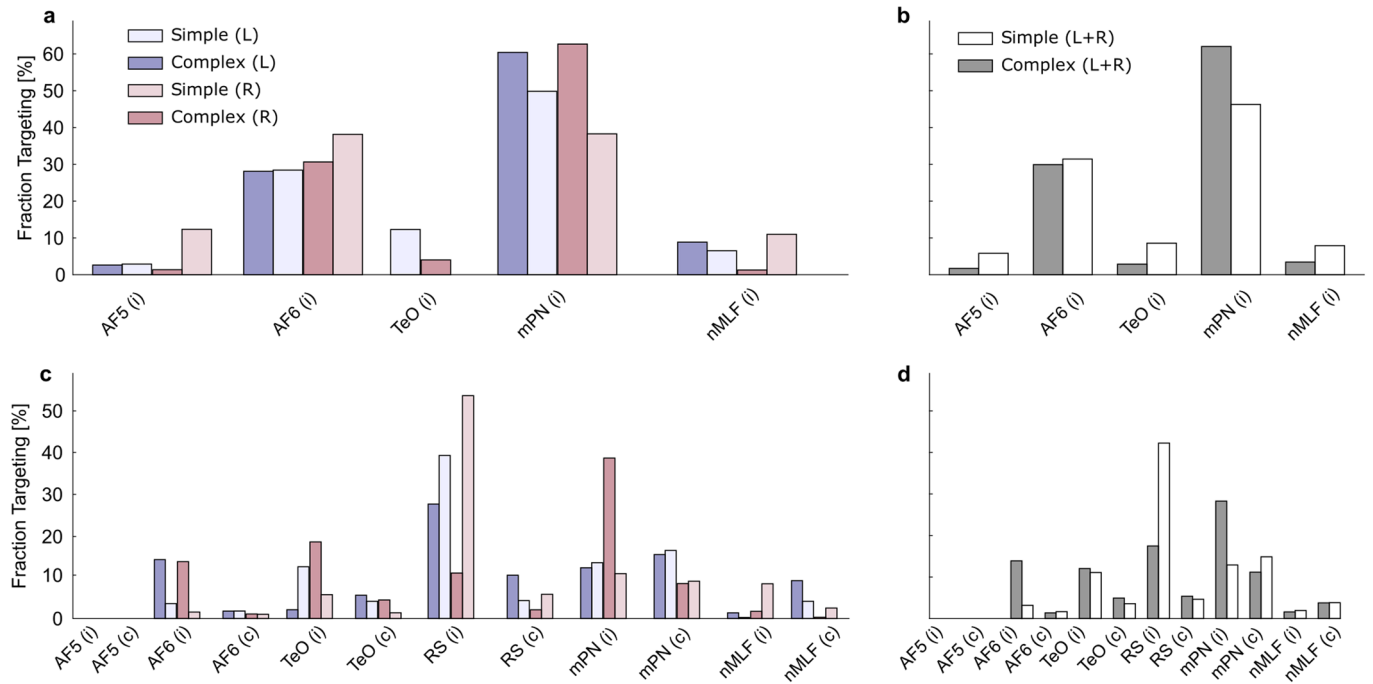 a
Fraction Targeting [%]
60
50
40
30
20
10
0
Simple (L)
Complex (L)
Simple (R)
Complex (R)
AF5 (i)
AF6 (i)
TeO (i)
mPN (i)
nMLF (i)
b
Simple (L+R)
Complex (L+R)
AF5 (i)
AF6 (i)
TeO (i)
mPN (i)
nMLF (i)
c
Fraction Targeting [%]
50
40
30
20
10
0
AF5 (i)
AF5 (c)
AF6 (i)
AF6 (c)
TeO (i)
TeO (c)
RS (i)
RS (c)
mPN (i)
mPN (c)
nMLF (i)
nMLF (c)
d
AF5 (i)
AF5 (c)
AF6 (i)
AF6 (c)
TeO (i)
TeO (c)
RS (i)
RS (c)
mPN (i)
mPN (c)
nMLF (i)
nMLF (c)